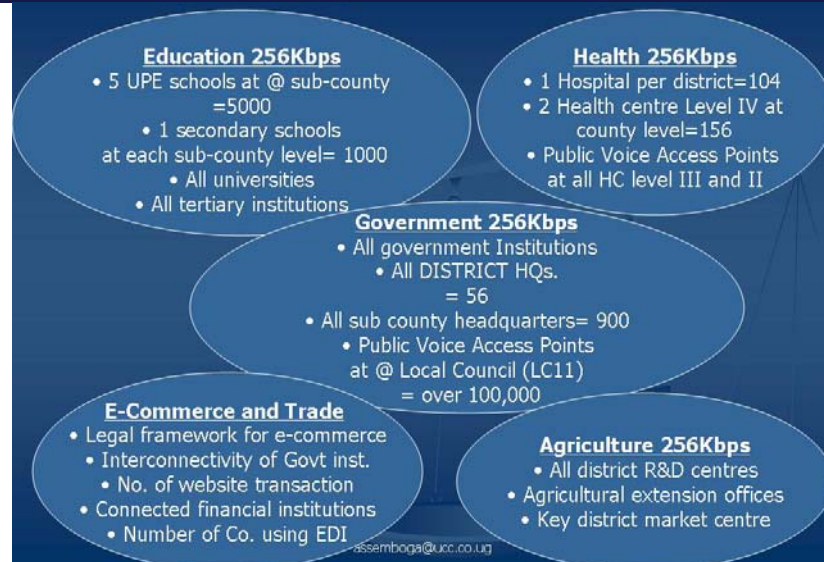 Education 256Kbps
• 5 UPE schools at @ sub-county
=5000
• 1 secondary schools
at each sub-county level= 1000
• All universities
• All tertiary institutions
Health 256Kbps
• 1 Hospital per district=104
• 2 Health centre Level IV at
county level=156
• Public Voice Access Points
at all HC level III and II
Government 256Kbps
• All government Institutions
• All DISTRICT HQs.
= 56
• All sub county headquarters= 900
• Public Voice Access Points
at @ Local Council (LC11)
= over 100,000
E-Commerce and Trade
• Legal framework for e-commerce
• Interconnectivity of Govt inst.
• No. of website transaction
• Connected financial institutions
• Number of Co. using EDI
Agriculture 256Kbps
• All district R&D centres
• Agricultural extension offices
• Key district market centre
assemboga@ucc.co.ug